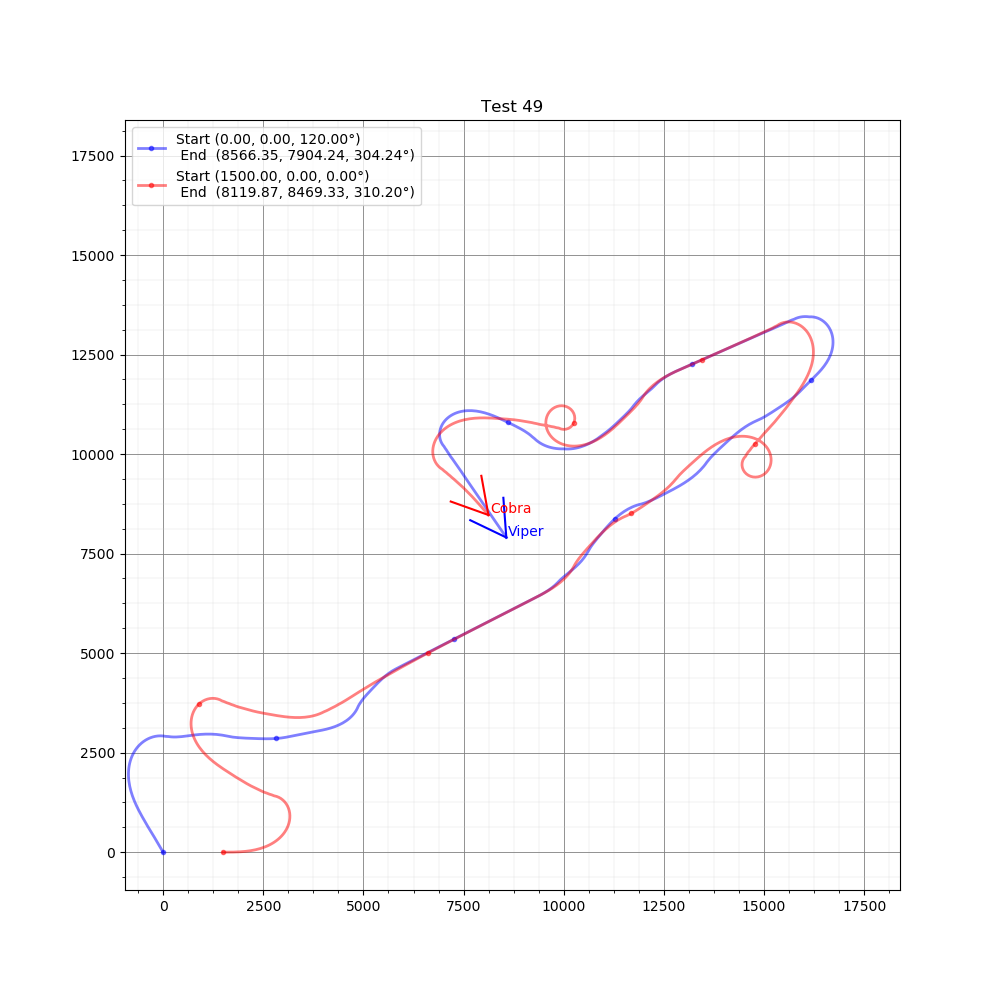 Test 49
Start (0.00, 0.00, 120.00°)
End (8566.35, 7904.24, 304.24°)
Start (1500.00, 0.00, 0.00°)
End (8119.87, 8469.33, 310.20°)
17500
15000
12500
10000
7500
5000
2500
0
Cobra
Viper
0 2500 5000 7500 10000 12500 15000 17500